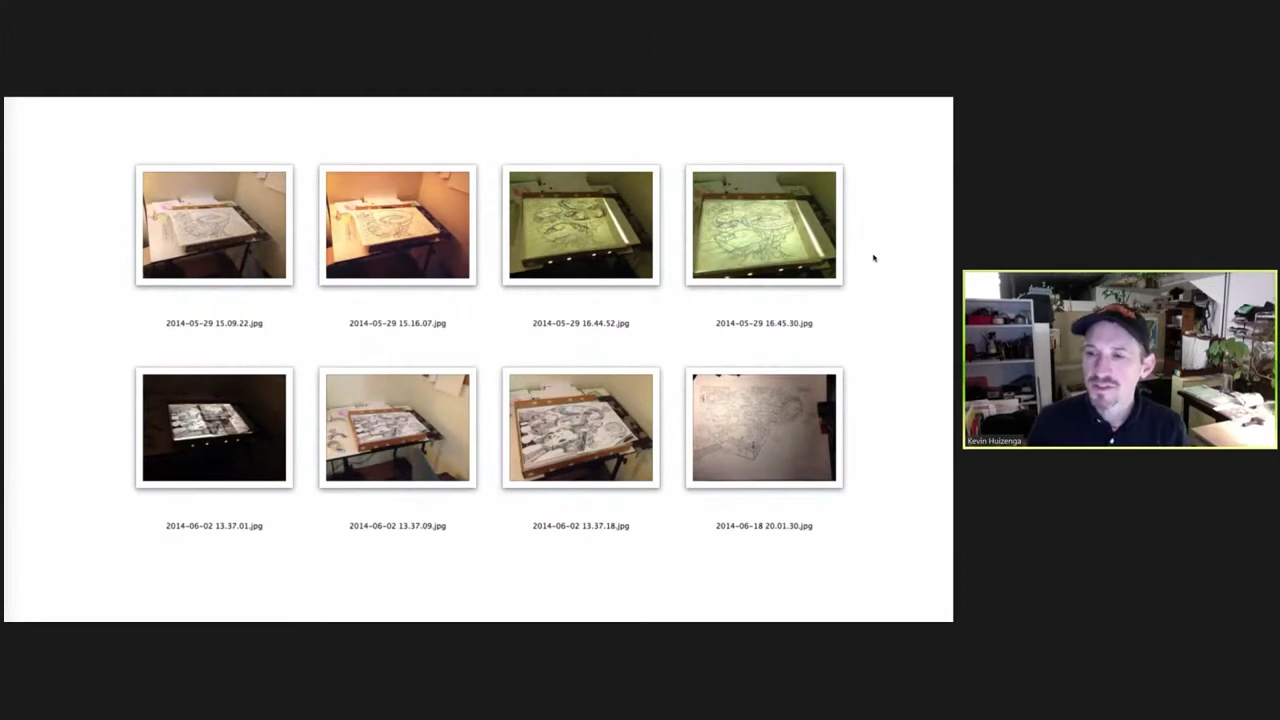 2014-05-29 15.09.22.jpg
2014-05-29 15.16.07.jpg
2014-05-29 16.44.52.jpg
2014-05-29 16.45.30.jpg
2014-06-02 13.37.01.jpg
2014-06-02 13.37.09.jpg
2014-06-02 13.37.18.jpg
2014-06-18 20.01.30.jpg
Kevin Huizenga